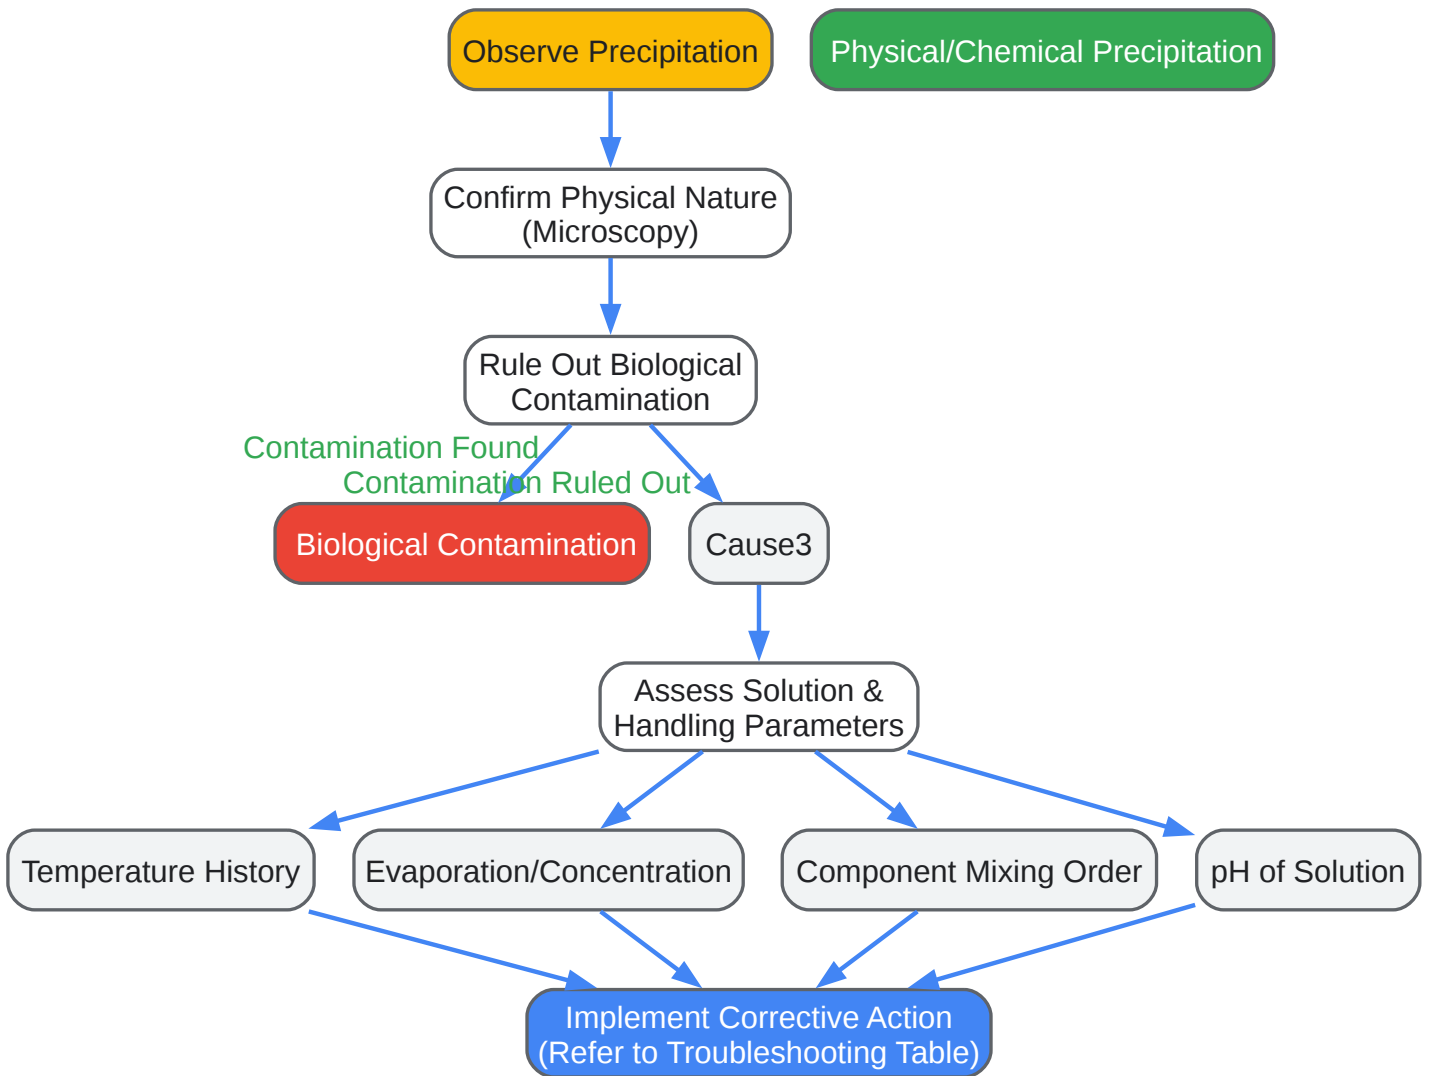 Observe Precipitation
Physical/Chemical Precipitation
Confirm Physical Nature
(Microscopy)
Rule Out Biological
Contamination
Contamination Found
Contamination Ruled Out
Biological Contamination
Cause3
Assess Solution &
Handling Parameters
Temperature History
Evaporation/Concentration
Component Mixing Order
pH of Solution
Implement Corrective Action
(Refer to Troubleshooting Table)